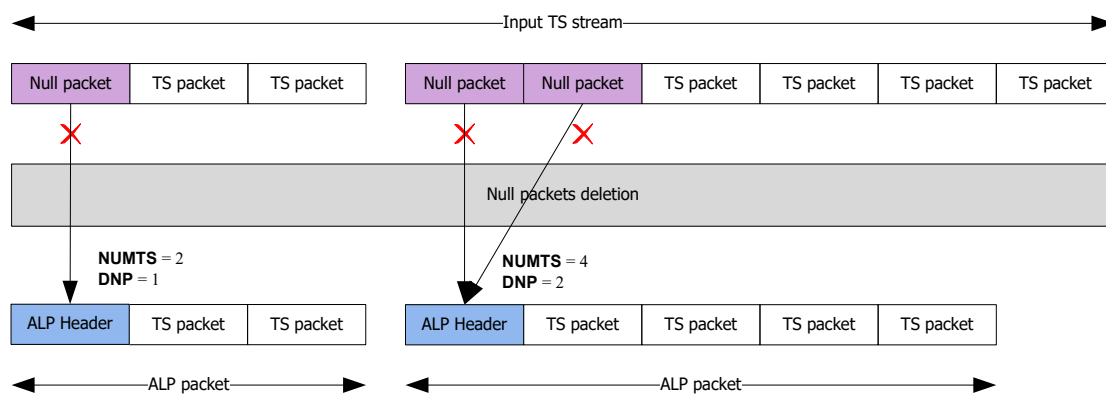 Input TS stream
Null packet TS packet TS packet Null packet Null packet TS packet TS packet TS packet TS packet
Null packets deletion
NUMTS = 2
DNP = 1
NUMTS = 4
DNP = 2
ALP Header TS packet TS packet ALP Header TS packet TS packet TS packet TS packet
ALP packet ALP packet